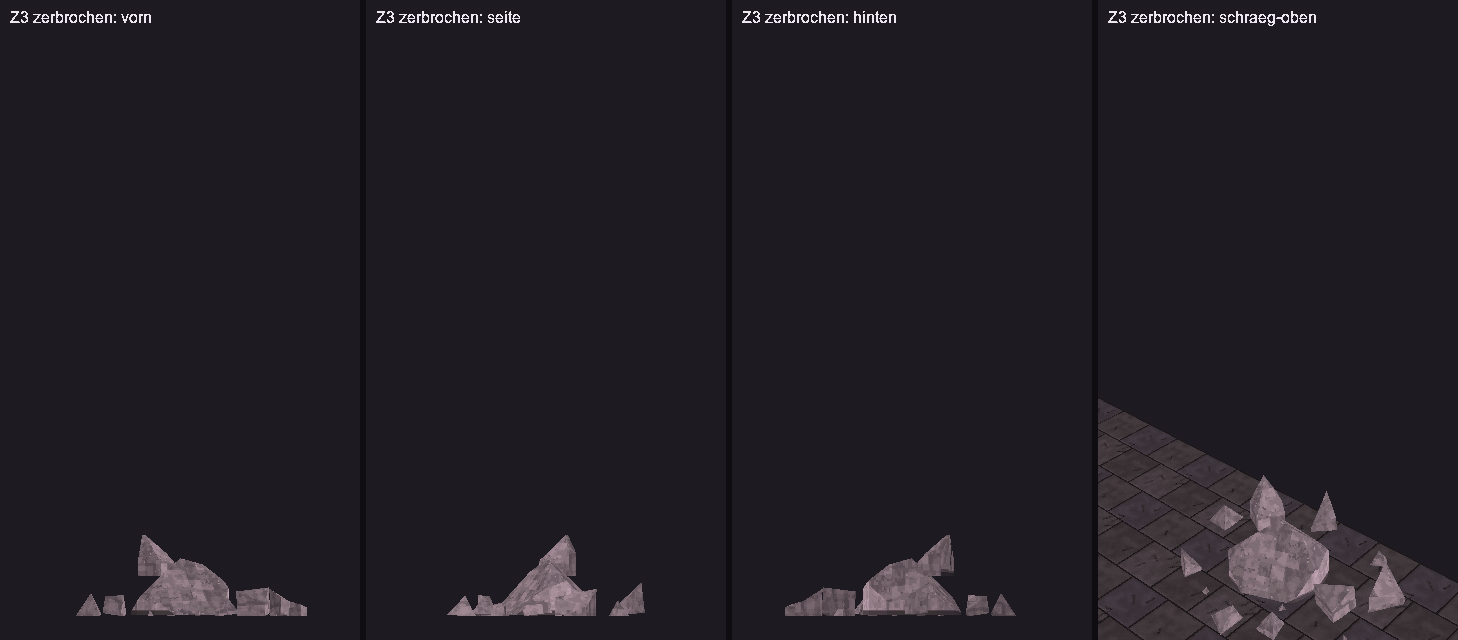 Z3 zerbrochen: vorn
Z3 zerbrochen: seite
Z3 zerbrochen: hinten
Z3 zerbrochen: schraeg-oben